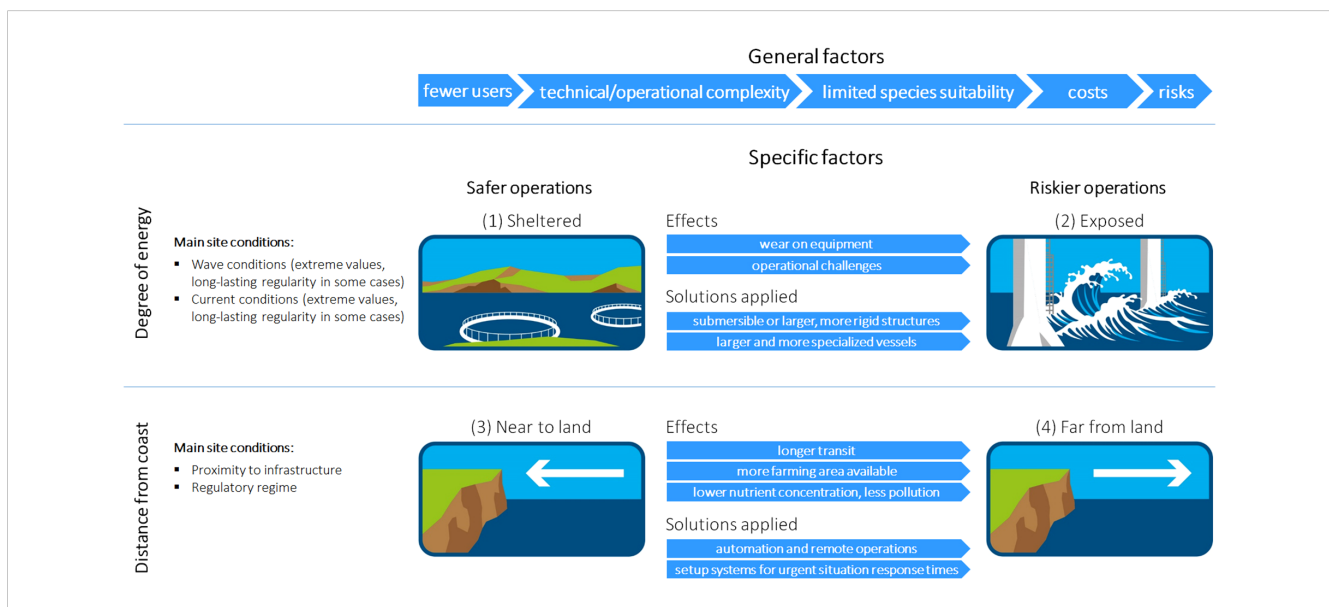 General factors
fewer users
technical/operational complexity
limited species suitability
costs
risks
Specific factors
Safer operations
Riskier operations
Degree of energy
Main site conditions:
▪ Wave conditions (extreme values,
long-lasting regularity in some cases)
▪ Current conditions (extreme values,
long-lasting regularity in some cases)
(1) Sheltered
Effects
wear on equipment
operational challenges
Solutions applied
submersible or larger, more rigid structures
larger and more specialized vessels
(2) Exposed
Distance from coast
Main site conditions:
▪ Proximity to infrastructure
▪ Regulatory regime
(3) Near to land
Effects
longer transit
more farming area available
lower nutrient concentration, less pollution
Solutions applied
automation and remote operations
setup systems for urgent situation response times
(4) Far from land